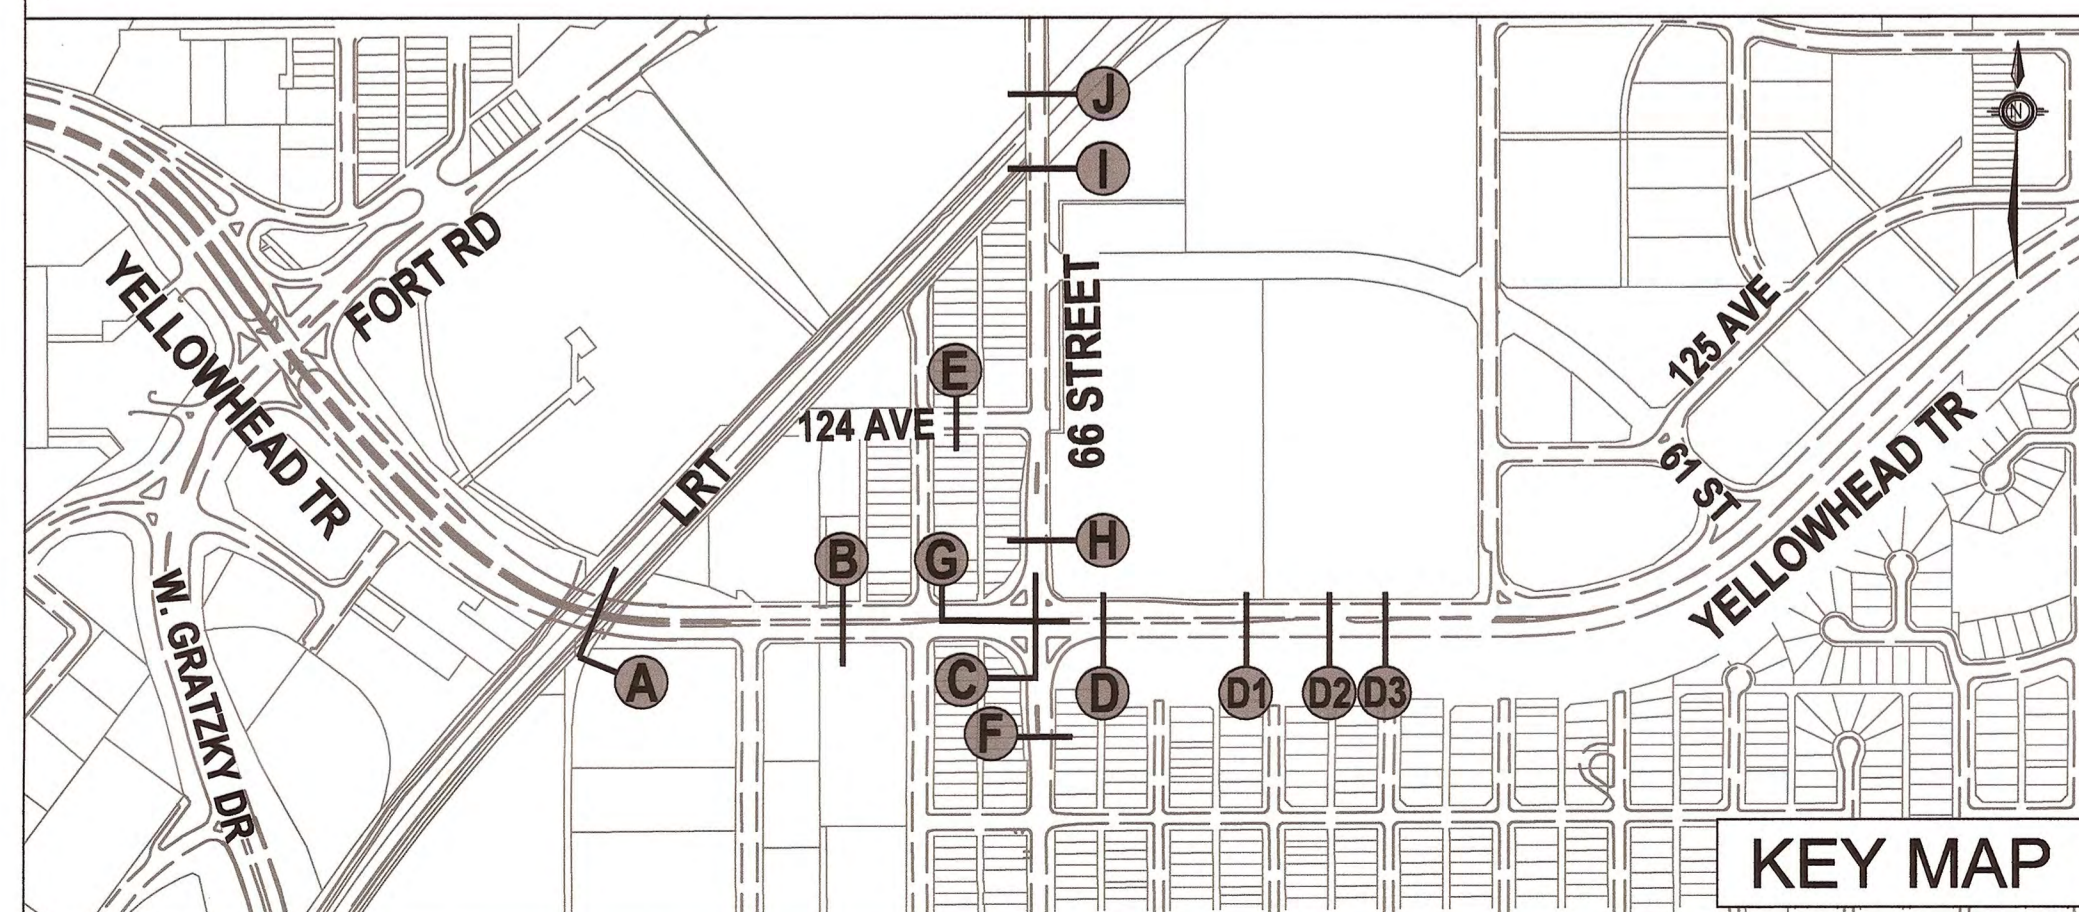 J
I
N
FORT RD
YELLOWHEAD TR
66 STREET
125 AVE
E
124 AVE
61 ST
LRT
YELLOWHEAD TR
B
G
H
W. GRATZKY DR
A
C
D
D1
D2
D3
F
KEY MAP